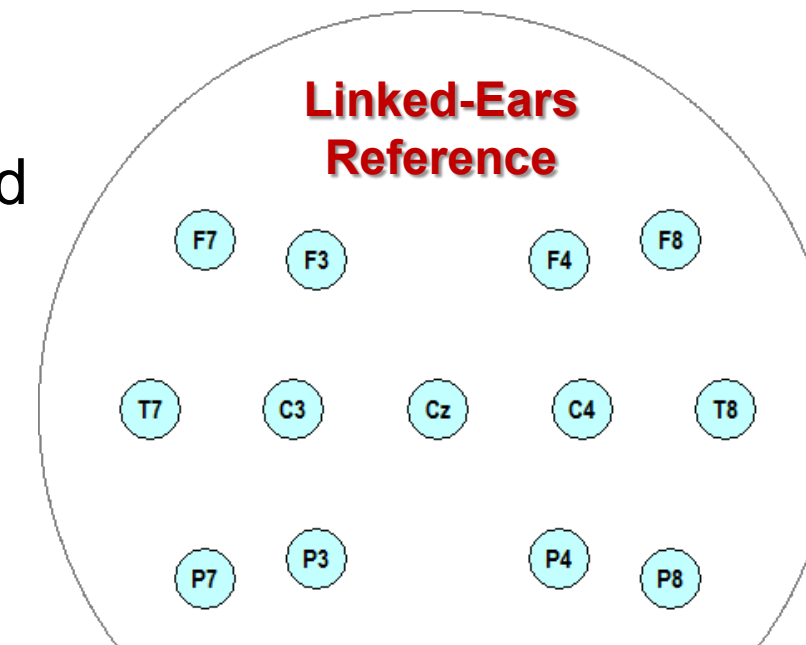 Linked-Ears
Reference
d
F7 F3 F4 F8
T7 C3 Cz C4 T8
P7 P3 P4 P8